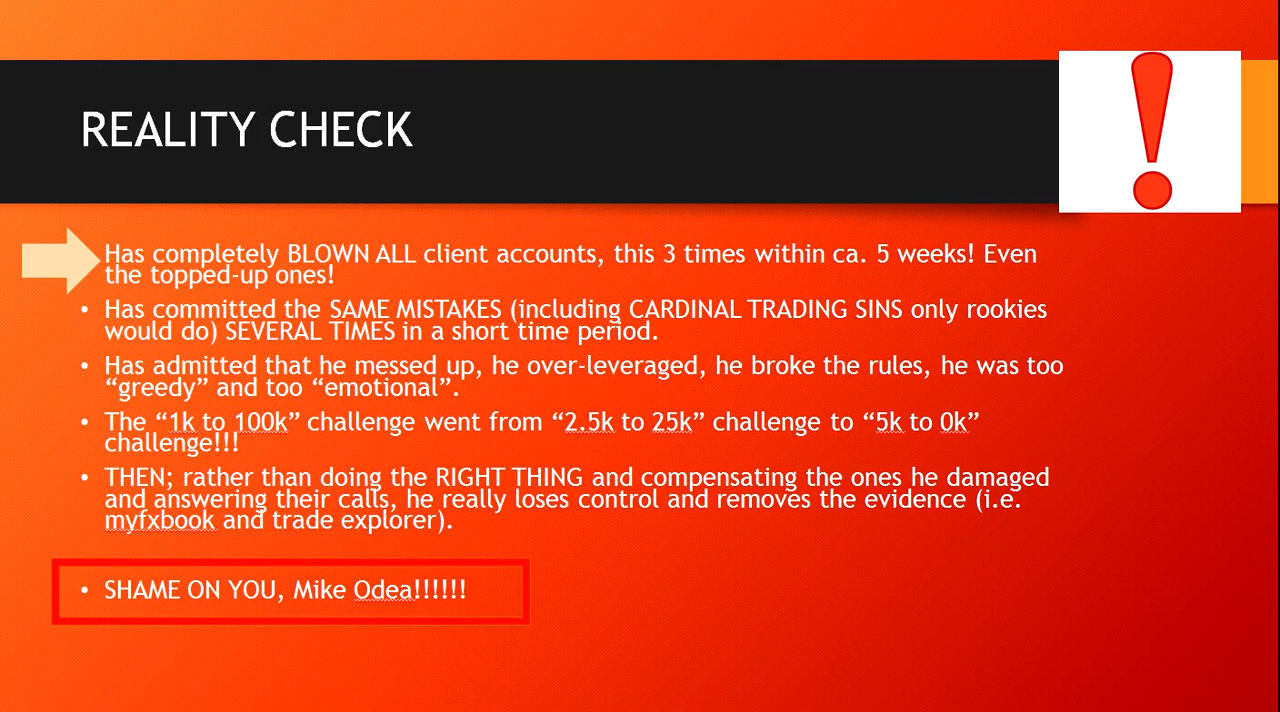 REALITY CHECK
Has completely BLOWN ALL client accounts, this 3 times within ca. 5 weeks! Even
the topped-up ones!
• Has committed the SAME MISTAKES (including CARDINAL TRADING SINS only rookies
would do) SEVERAL TIMES in a short time period.
• Has admitted that he messed up, he over-leveraged, he broke the rules, he was too
“greedy” and too “emotional”.
• The “1k to 100k” challenge went from “2.5k to 25k” challenge to “5k to 0k”
challenge!!!
• THEN; rather than doing the RIGHT THING and compensating the ones he damaged
and answering their calls, he really loses control and removes the evidence (i.e.
myfxbook and trade explorer).
• SHAME ON YOU, Mike Odea!!!!!!